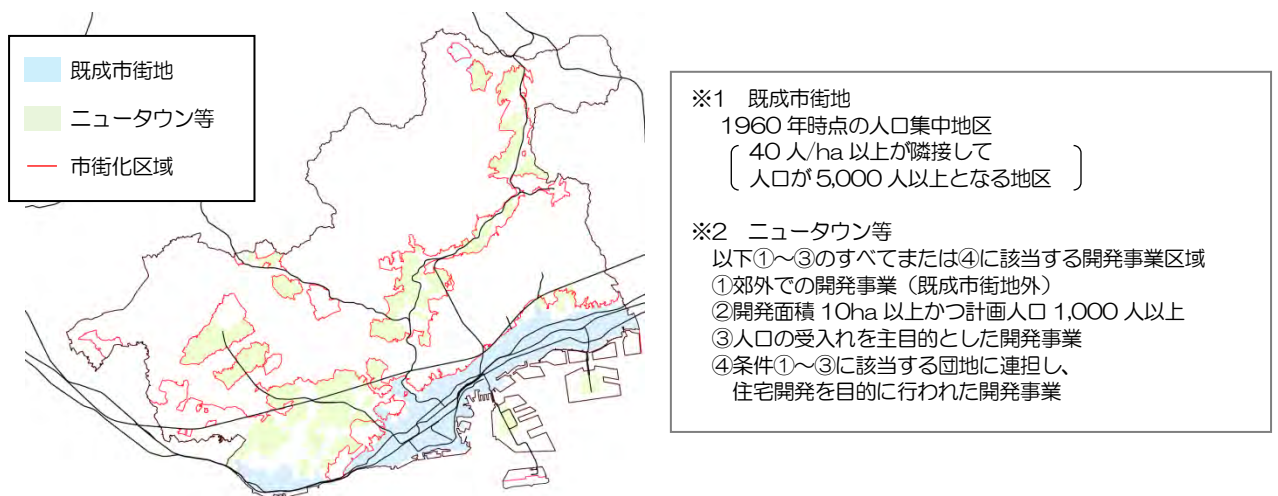 既成市街地
ニュータウン等
市街化区域
※1 既成市街地
1960 年時点の人口集中地区
40 人/ha 以上が隣接して
人口が 5,000 人以上となる地区
※2 ニュータウン等
以下①~③のすべてまたは④に該当する開発事業区域
①郊外での開発事業(既成市街地外)
②開発面積 10ha 以上かつ計画人口 1,000 人以上
③人口の受入れを主目的とした開発事業
④条件①~③に該当する団地に連担し、
住宅開発を目的に行われた開発事業